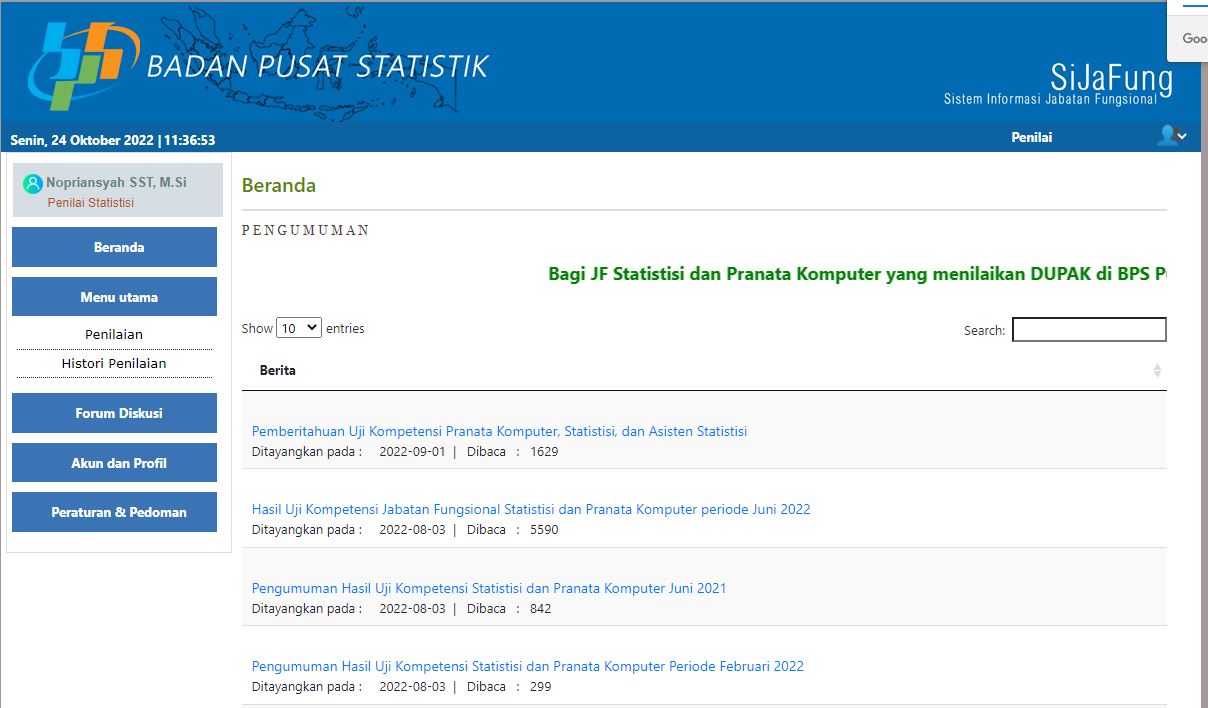 BADAN PUSAT STATISTIK
SiJaFung
Sistem Informasi Jabatan Fungsional
Senin, 24 Oktober 2022 | 11:36:53
Penilai
Nopriansyah SST, M.Si
Penilai Statistisi
Beranda
Menu utama
Penilaian
Histori Penilaian
Forum Diskusi
Akun dan Profil
Peraturan & Pedoman
Beranda
PENGUMUMAN
Bagi JF Statistisi dan Pranata Komputer yang menilaikan DUPAK di BPS
Show 10 entries
Search:
Berita
Pemberitahuan Uji Kompetensi Pranata Komputer, Statistisi, dan Asisten Statistisi
Ditayangkan pada : 2022-09-01 | Dibaca : 1629
Hasil Uji Kompetensi Jabatan Fungsional Statistisi dan Pranata Komputer periode Juni 2022
Ditayangkan pada : 2022-08-03 | Dibaca : 5590
Pengumuman Hasil Uji Kompetensi Statistisi dan Pranata Komputer Juni 2021
Ditayangkan pada : 2022-08-03 | Dibaca : 842
Pengumuman Hasil Uji Kompetensi Statistisi dan Pranata Komputer Periode Februari 2022
Ditayangkan pada : 2022-08-03 | Dibaca : 299